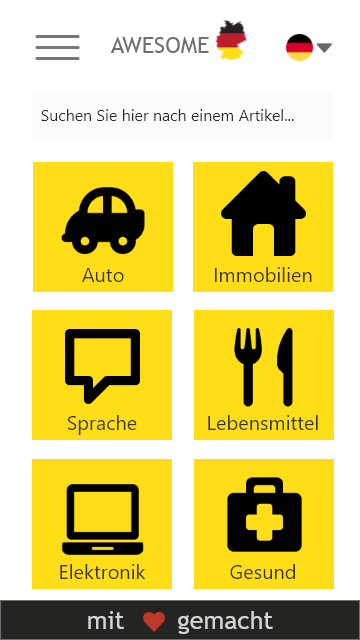 AWESOME
Suchen Sie hier nach einem Artikel...
Auto Immobilien
Sprache Lebensmittel
Elektronik Gesund
mit gemacht